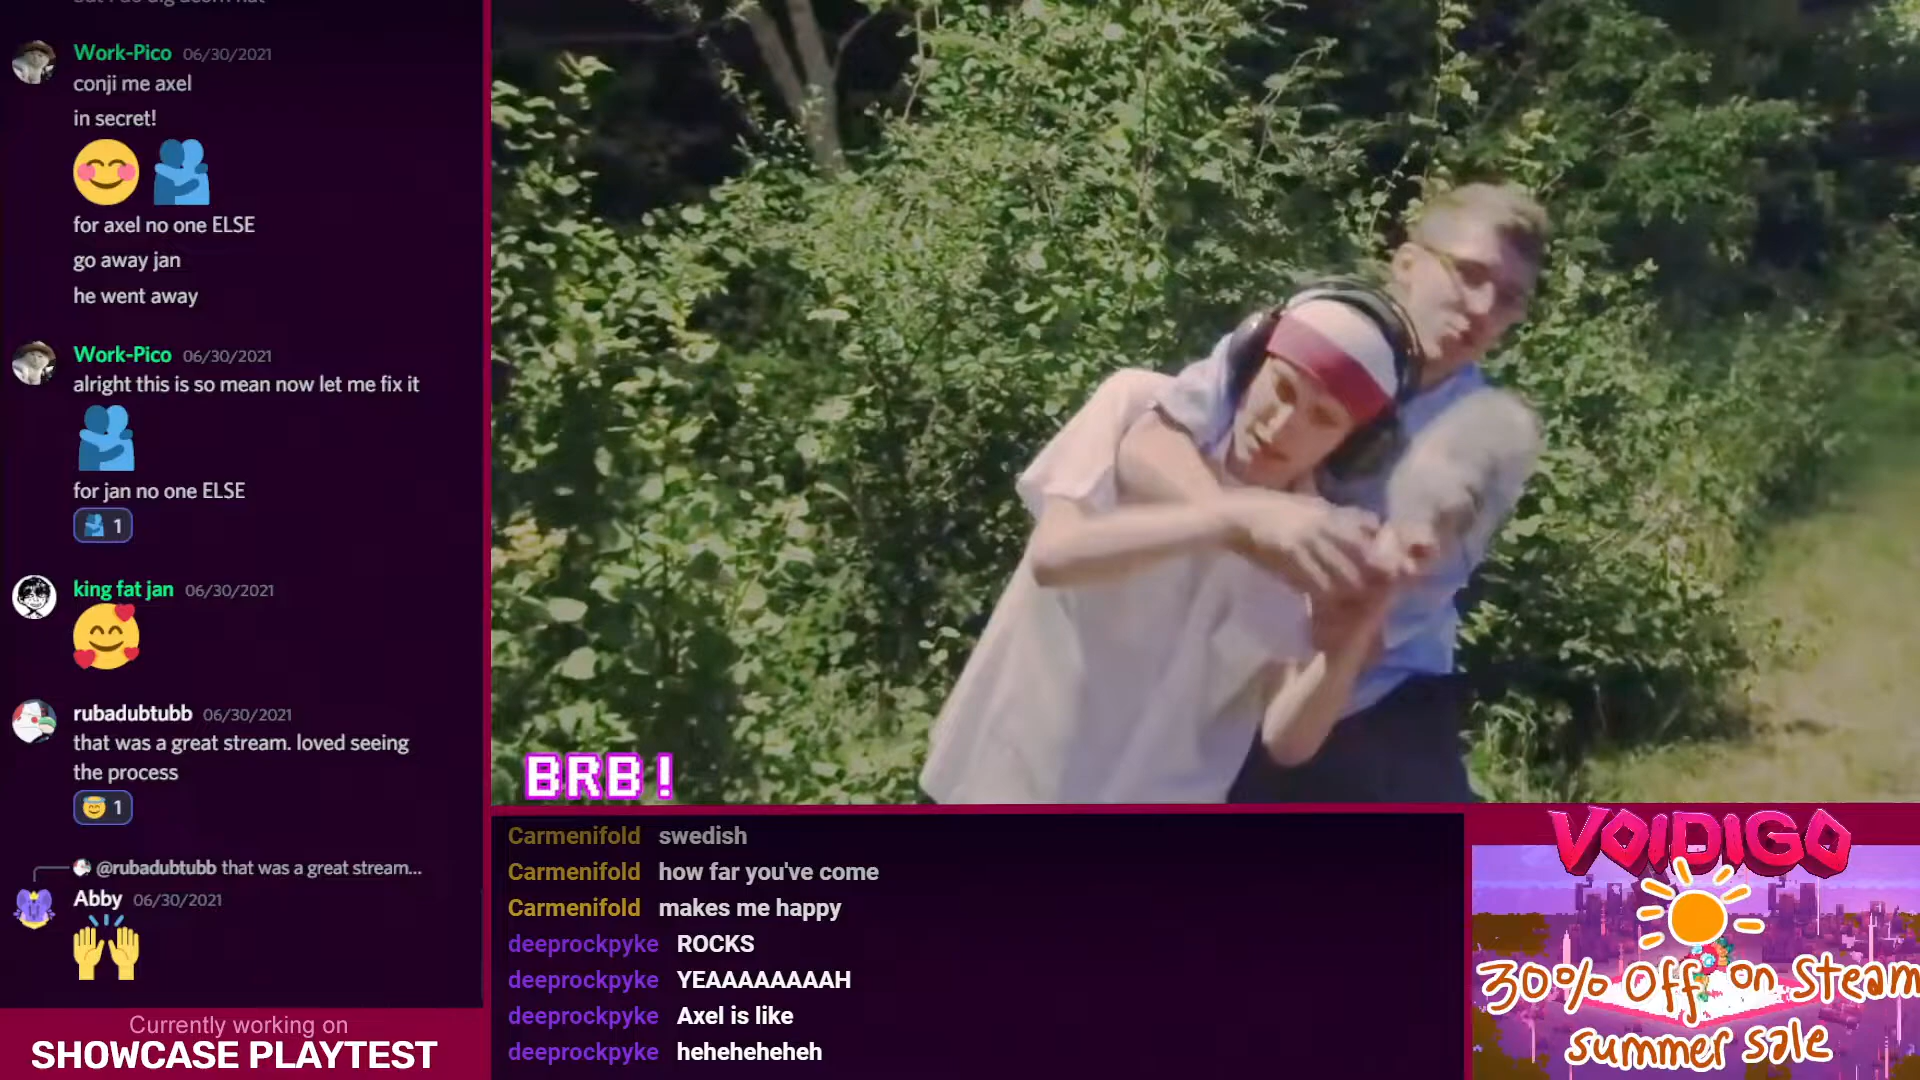 Work-Pico 06/30/2021
conji me axel
in secret!
for axel no one ELSE
go away jan
he went away
Work-Pico 06/30/2021
alright this is so mean now let me fix it
for jan no one ELSE
1
king fat jan 06/30/2021
rubadubtubb 06/30/2021
that was a great stream. loved seeing
the process
1
@rubadubtubb that was a great stream...
Abby 06/30/2021
Currently working on
SHOWCASE PLAYTEST
BRB!
Carmenifold swedish
Carmenifold how far you've come
Carmenifold makes me happy
deeprockpyke ROCKS
deeprockpyke YEAAAAAAAAH
deeprockpyke Axel is like
deeprockpyke heheheheheh
VOIDIGO
30% Off on Steam
summer sale